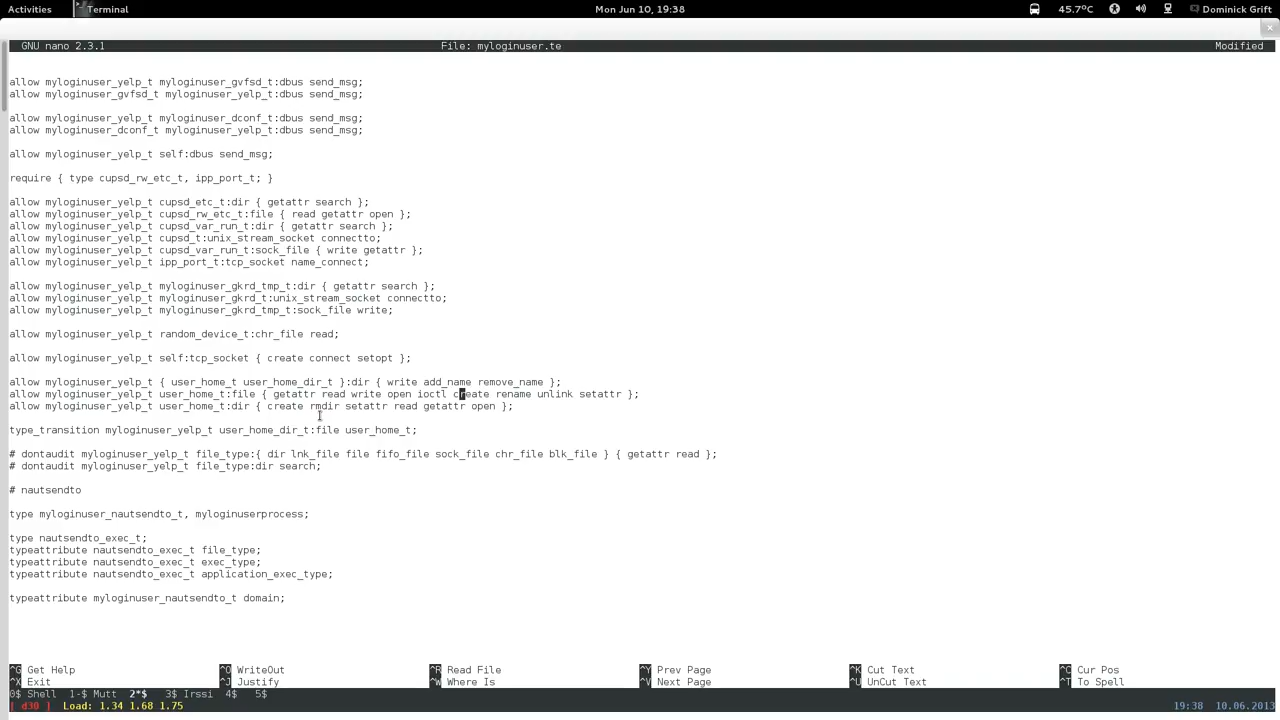 Activities Terminal Mon Jun 10, 19:38 45.7°C Dominick Grift
GNU nano 2.3.1 File: myloginuser.te Modified
allow myloginuser_yelp_t myloginuser_gvfsd_t:dbus send_msg;
allow myloginuser_gvfsd_t myloginuser_yelp_t:dbus send_msg;
allow myloginuser_yelp_t myloginuser_dconf_t:dbus send_msg;
allow myloginuser_dconf_t myloginuser_yelp_t:dbus send_msg;
allow myloginuser_yelp_t self:dbus send_msg;
require { type cupsd_rw_etc_t, ipp_port_t; }
allow myloginuser_yelp_t cupsd_etc_t:dir { getattr search };
allow myloginuser_yelp_t cupsd_rw_etc_t:file { read getattr open };
allow myloginuser_yelp_t cupsd_var_run_t:dir { getattr search };
allow myloginuser_yelp_t cupsd_t:unix_stream_socket connectto;
allow myloginuser_yelp_t cupsd_var_run_t:sock_file { write getattr };
allow myloginuser_yelp_t ipp_port_t:tcp_socket name_connect;
allow myloginuser_yelp_t myloginuser_gkrd_tmp_t:dir { getattr search };
allow myloginuser_yelp_t myloginuser_gkrd_t:unix_stream_socket connectto;
allow myloginuser_yelp_t myloginuser_gkrd_tmp_t:sock_file write;
allow myloginuser_yelp_t random_device_t:chr_file read;
allow myloginuser_yelp_t self:tcp_socket { create connect setopt };
allow myloginuser_yelp_t { user_home_t user_home_dir_t }:dir { write add_name remove_name };
allow myloginuser_yelp_t user_home_t:file { getattr read write open ioctl create rename unlink setattr };
allow myloginuser_yelp_t user_home_t:dir { create rmdir setattr read getattr open };
type_transition myloginuser_yelp_t user_home_dir_t:file user_home_t;
# dontaudit myloginuser_yelp_t file_type:{ dir lnk_file file fifo_file sock_file chr_file blk_file } { getattr read };
# dontaudit myloginuser_yelp_t file_type:dir search;
# nautsendto
type myloginuser_nautsendto_t, myloginuserprocess;
type nautsendto_exec_t;
typeattribute nautsendto_exec_t file_type;
typeattribute nautsendto_exec_t exec_type;
typeattribute nautsendto_exec_t application_exec_type;
typeattribute myloginuser_nautsendto_t domain;
^G Get Help ^O WriteOut ^R Read File ^Y Prev Page ^K Cut Text ^C Cur Pos
^X Exit ^J Justify ^W Where Is ^V Next Page ^U UnCut Text ^T To Spell
0$ Shell 1-$ Mutt 2*$ 3$ Irssi 4$ 5$
[ d30 ] Load: 1.34 1.68 1.75 19:38 10.06.2013